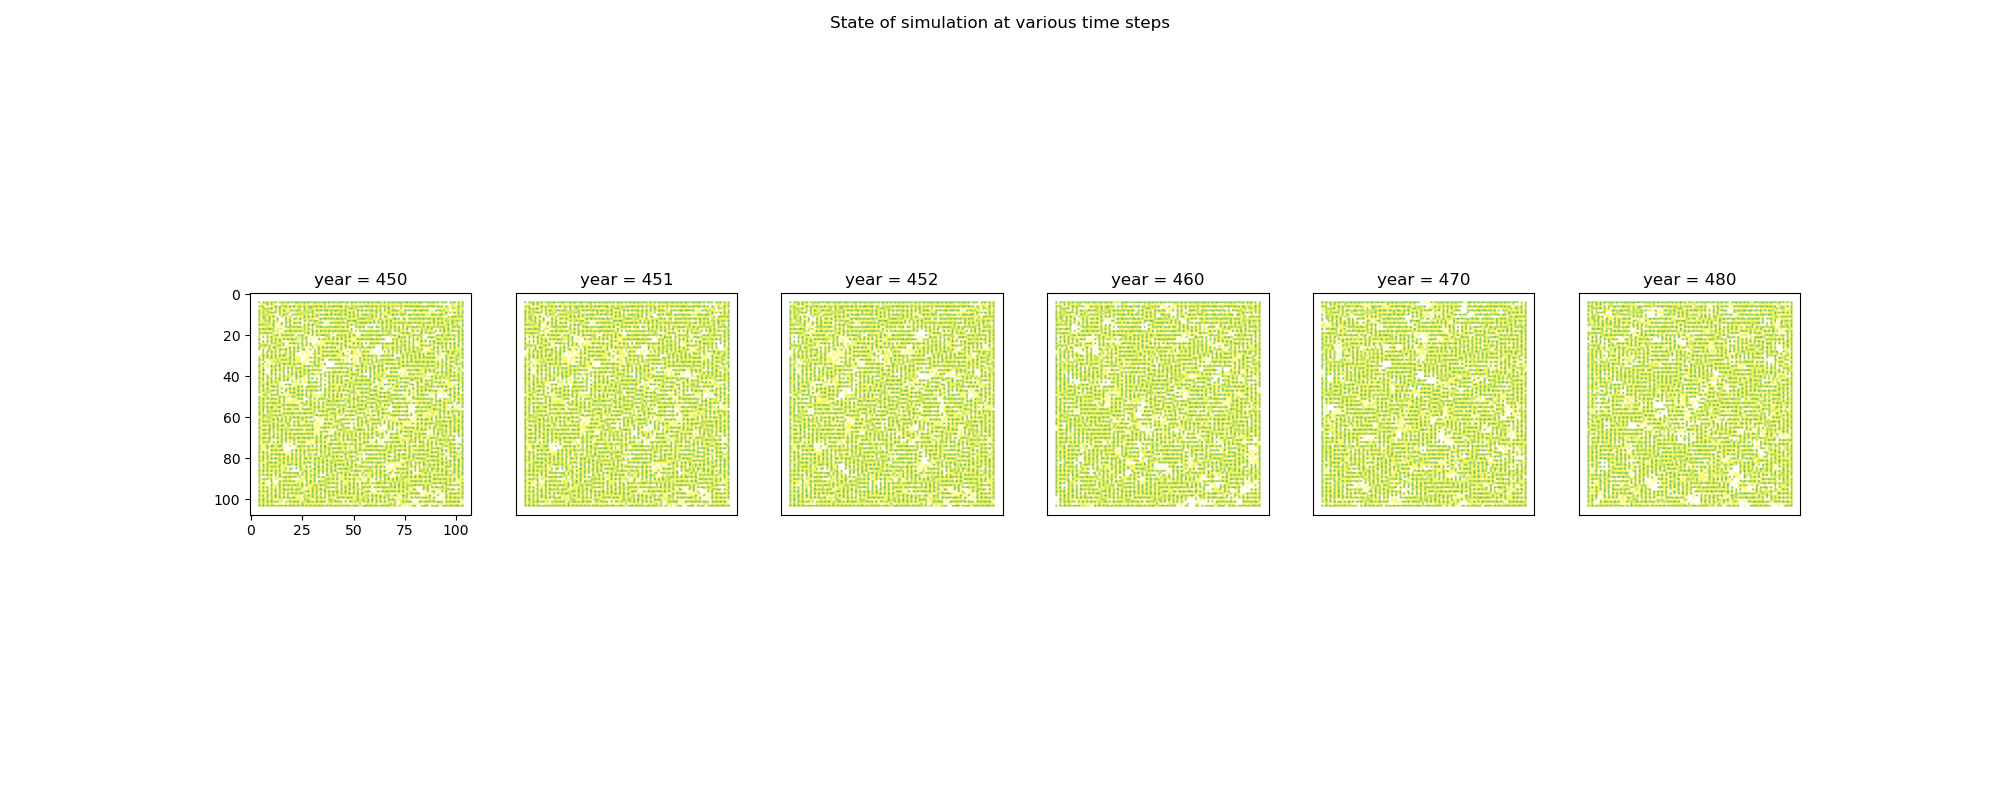 State of simulation at various time steps
year = 450
year = 451
year = 452
year = 460
year = 470
year = 480
0
20
40
60
80
100
0
25
50
75
100